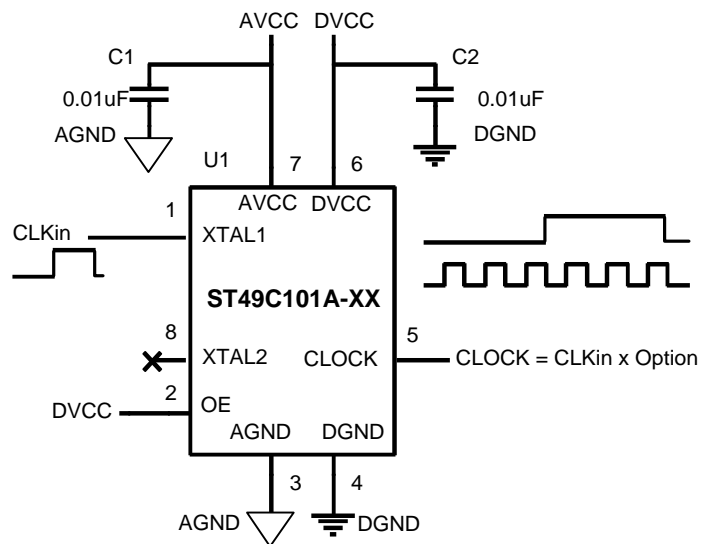 AVCC DVCC
C1 C2
0.01uF 0.01uF
AGND DGND
U1 7 6
AVCC DVCC
1
CLKin XTAL1
ST49C101A-XX
8 5
XTAL2 CLOCK CLOCK = CLKin x Option
2
DVCC OE
AGND DGND
3 4
AGND DGND